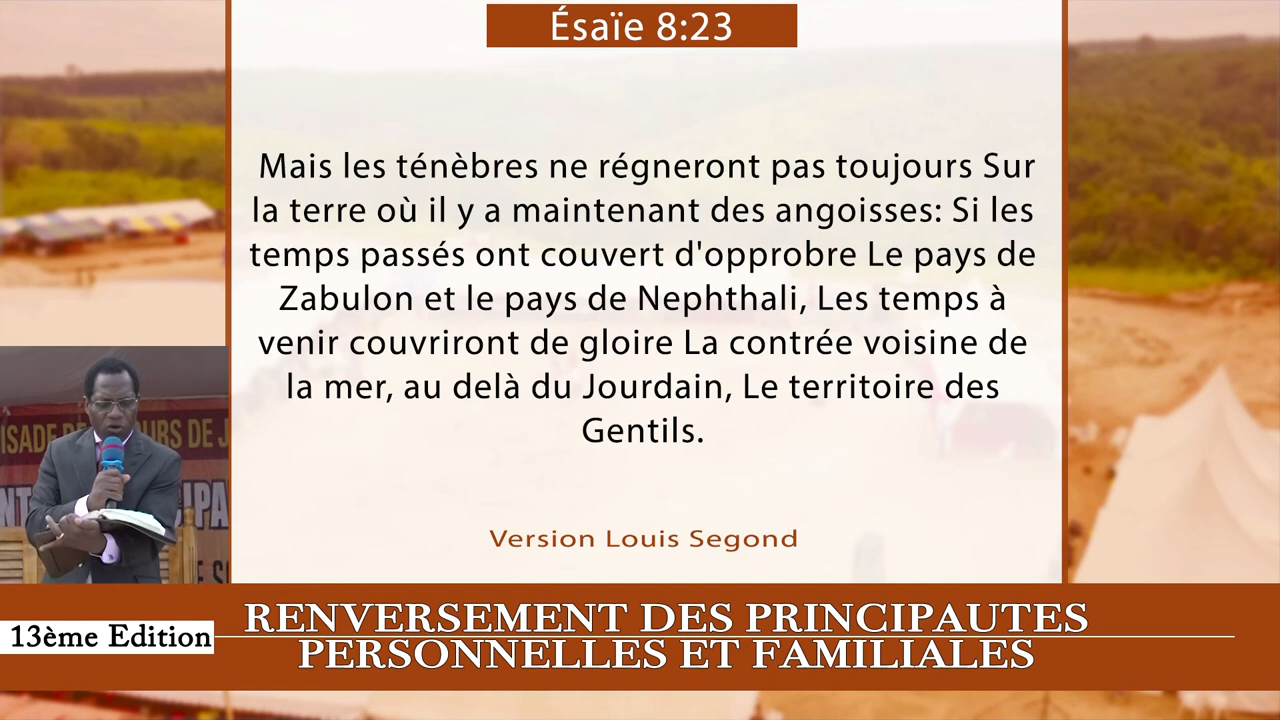 Ésaïe 8:23
Mais les ténèbres ne régneront pas toujours Sur
la terre où il y a maintenant des angoisses: Si les
temps passés ont couvert d'opprobre Le pays de
Zabulon et le pays de Nephthali, Les temps à
venir couvriront de gloire La contrée voisine de
la mer, au delà du Jourdain, Le territoire des
Gentils.
Version Louis Segond
13ème Edition
RENVERSEMENT DES PRINCIPAUTES
PERSONNELLES ET FAMILIALES